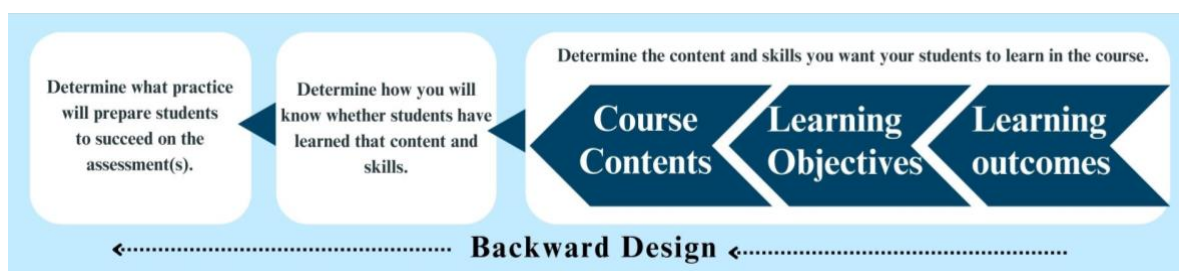 Determine what practice
will prepare students
to succeed on the
assessment(s).
Determine how you will
know whether students have
learned that content and
skills.
Determine the content and skills you want your students to learn in the course.
Course
Contents
Learning
Objectives
Learning
outcomes
Backward Design